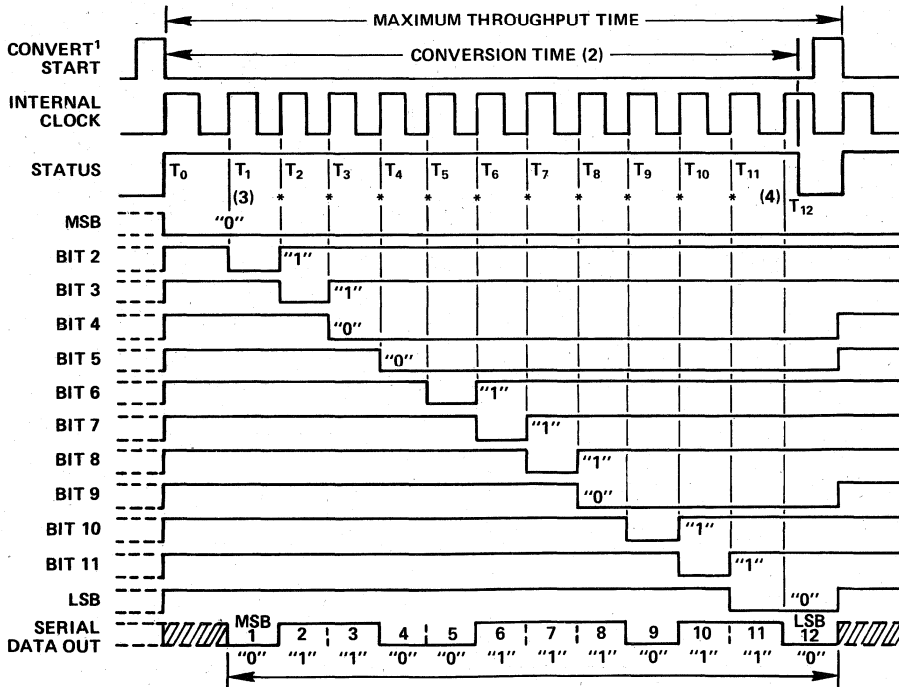 MAXIMUM THROUGHPUT TIME
CONVERT¹ START
CONVERSION TIME (2)
INTERNAL CLOCK
STATUS T₀ T₁ T₂ T₃ T₄ T₅ T₆ T₇ T₈ T₉ T₁₀ T₁₁
(3) * * * * * * * * * * (4) T₁₂
MSB "0"
BIT 2 "1"
BIT 3 "1"
BIT 4 "0"
BIT 5 "0"
BIT 6 "1"
BIT 7 "1"
BIT 8 "1"
BIT 9 "0"
BIT 10 "1"
BIT 11 "1"
LSB "0"
MSB LSB
SERIAL DATA OUT 1 2 3 4 5 6 7 8 9 10 11 12
"0" "1" "1" "0" "0" "1" "1" "1" "0" "1" "1" "0"